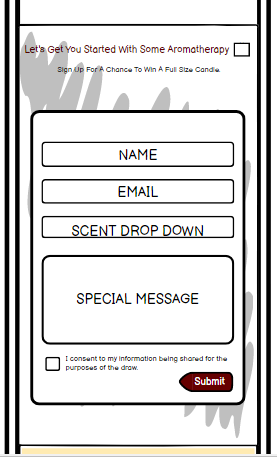 Let's Get You Started With Some Aromatherapy
Sign Up For A Chance To Win A Full Size Candle.
NAME
EMAIL
SCENT DROP DOWN
SPECIAL MESSAGE
I consent to my information being shared for the
purposes of the draw.
Submit